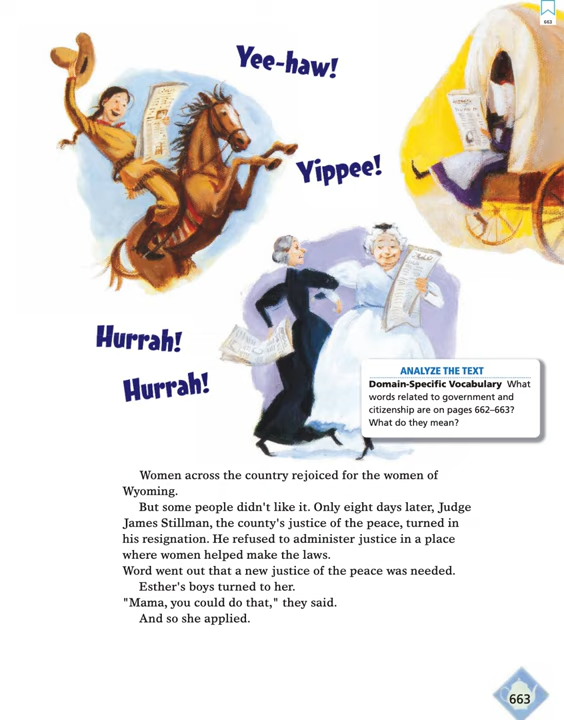 663
Yee-haw!
Yippee!
Hurrah!
Hurrah!
ANALYZE THE TEXT
Domain-Specific Vocabulary What
words related to government and
citizenship are on pages 662–663?
What do they mean?
Women across the country rejoiced for the women of
Wyoming.
But some people didn't like it. Only eight days later, Judge
James Stillman, the county's justice of the peace, turned in
his resignation. He refused to administer justice in a place
where women helped make the laws.
Word went out that a new justice of the peace was needed.
Esther's boys turned to her.
"Mama, you could do that," they said.
And so she applied.
663